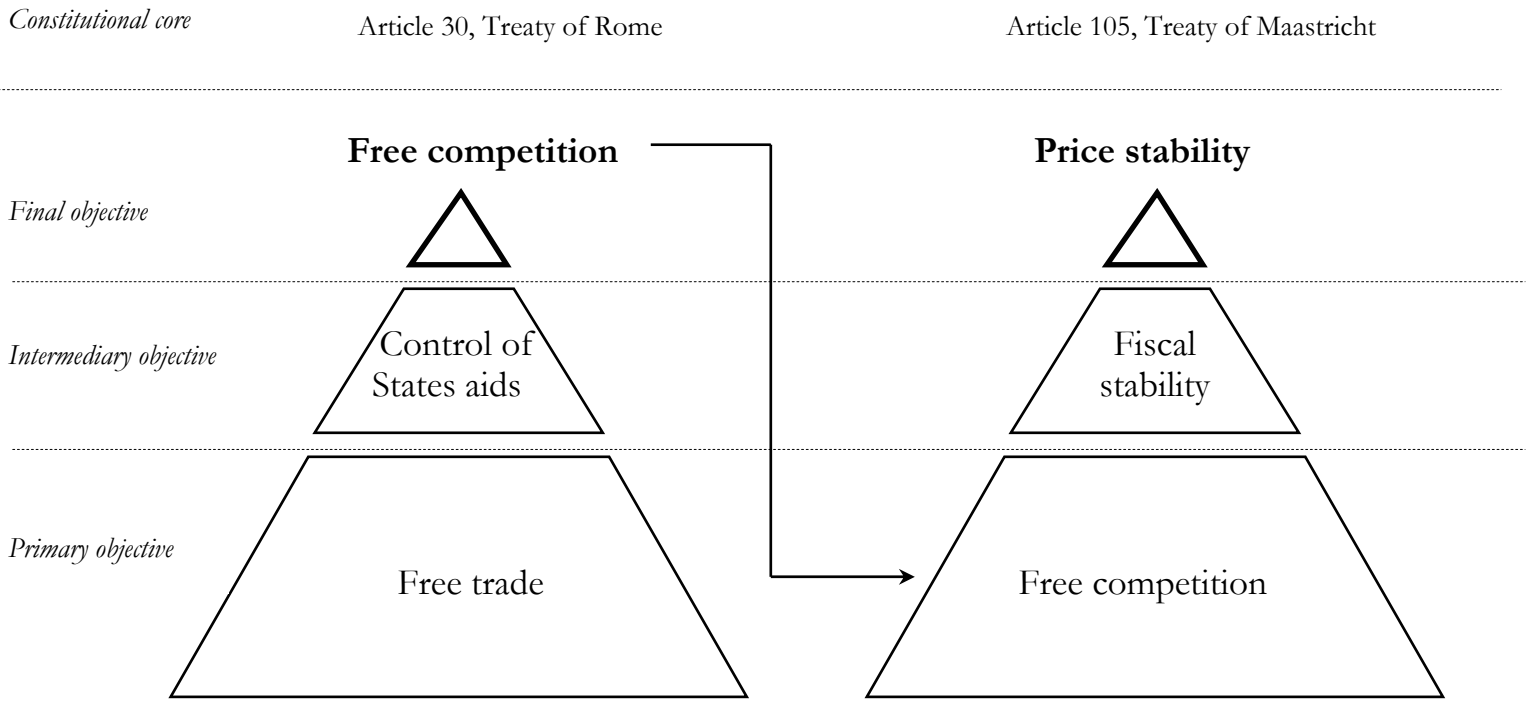 Constitutional core
Article 30, Treaty of Rome
Article 105, Treaty of Maastricht
Free competition
Price stability
Final objective
Intermediary objective
Control of
States aids
Fiscal
stability
Primary objective
Free trade
Free competition